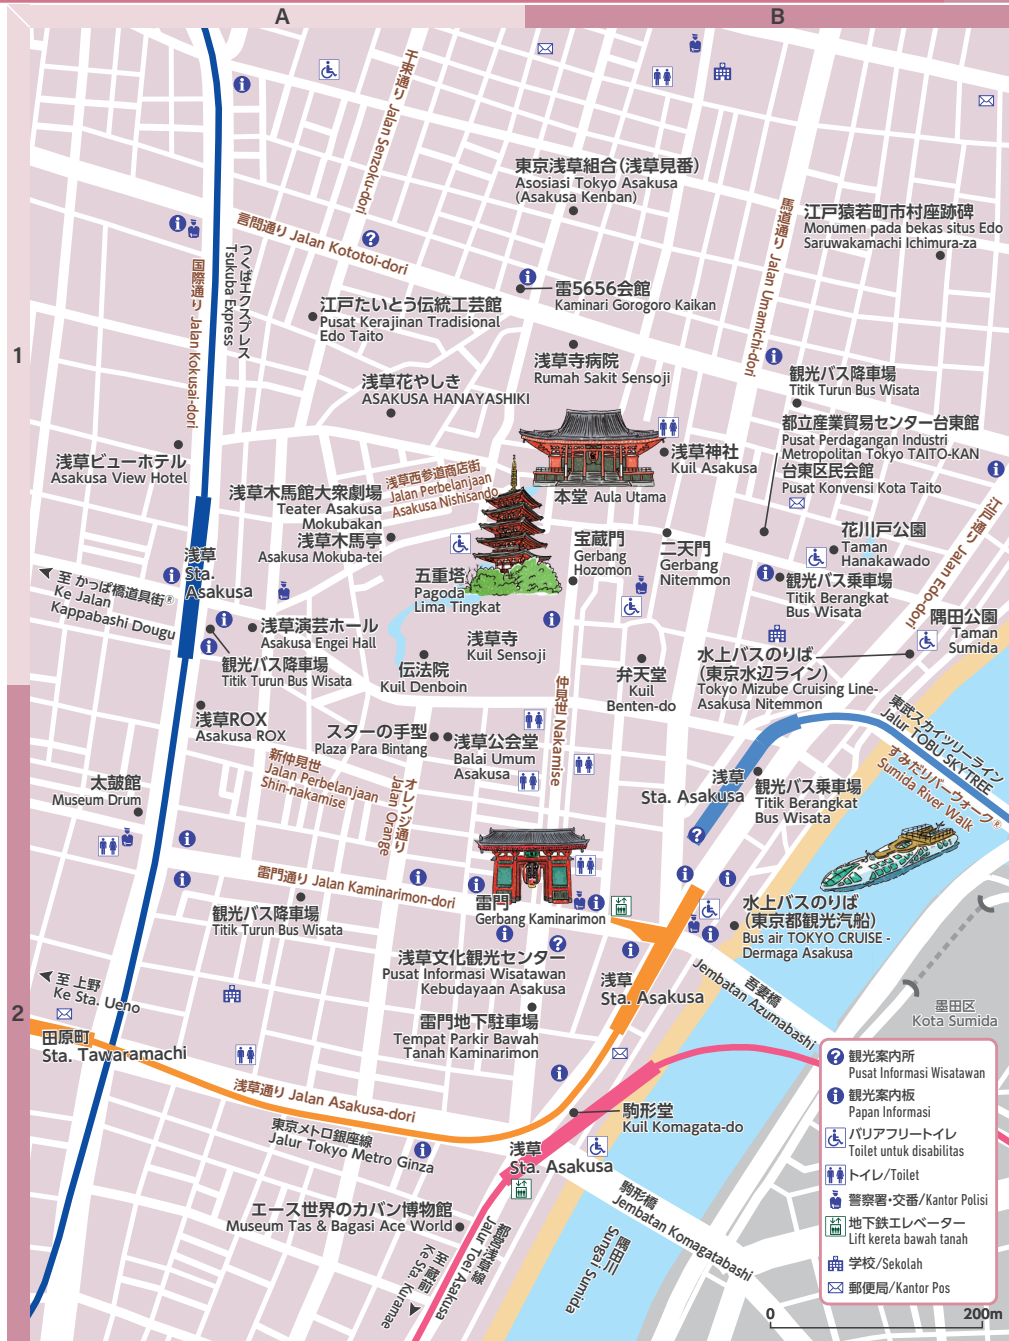 A
B
1
2
千束通り Jalan Senzoku-dori
東京浅草組合(浅草見番)
Asosiasi Tokyo Asakusa
(Asakusa Kenban)
馬道通り Jalan Umamichi-dori
江戸猿若町市村座跡碑
Monumen pada bekas situs Edo
Saruwakamachi Ichimura-za
言問通り Jalan Kototoi-dori
つくばエクスプレス
Tsukuba Express
国際通り Jalan Kokusai-dori
雷5656会館
Kaminari Gorogoro Kaikan
江戸たいとう伝統工芸館
Pusat Kerajinan Tradisional
Edo Taito
浅草寺病院
Rumah Sakit Sensoji
観光バス降車場
Titik Turun Bus Wisata
浅草花やしき
ASAKUSA HANAYASHIKI
都立産業貿易センター台東館
Pusat Perdagangan Industri
Metropolitan Tokyo TAITO-KAN
台東区民会館
Pusat Konvensi Kota Taito
浅草ビューホテル
Asakusa View Hotel
浅草西参道商店街
Jalan Perbelanjaan
Asakusa Nishisando
浅草神社
Kuil Asakusa
本堂 Aula Utama
浅草木馬館大衆劇場
Teater Asakusa
Mokubakan
浅草木馬亭
Asakusa Mokuba-tei
江戸通り Jalan Edo-dori
宝蔵門
Gerbang
Hozomon
二天門
Gerbang
Nitemmon
花川戸公園
Taman
Hanakawado
浅草
Sta.
Asakusa
至 かっぱ橋道具街®
Ke Jalan
Kappabashi Dougu
五重塔
Pagoda
Lima Tingkat
観光バス乗車場
Titik Berangkat
Bus Wisata
隅田公園
Taman
Sumida
浅草演芸ホール
Asakusa Engei Hall
浅草寺
Kuil Sensoji
観光バス降車場
Titik Turun Bus Wisata
伝法院
Kuil Denboin
弁天堂
Kuil
Benten-do
水上バスのりば
(東京水辺ライン)
Tokyo Mizube Cruising Line-
Asakusa Nitemmon
仲見世 Nakamise
浅草ROX
Asakusa ROX
スターの手型
Plaza Para Bintang
浅草公会堂
Balai Umum
Asakusa
東武スカイツリーライン
Jalur TOBU SKYTREE
すみだリバーウォーク®
Sumida River Walk
新仲見世
Jalan Perbelanjaan
Shin-nakamise
オレンジ通り
Jalan Orange
太皷館
Museum Drum
浅草
Sta. Asakusa
観光バス乗車場
Titik Berangkat
Bus Wisata
雷門通り Jalan Kaminarimon-dori
観光バス降車場
Titik Turun Bus Wisata
雷門
Gerbang Kaminarimon
水上バスのりば
(東京都観光汽船)
Bus air TOKYO CRUISE -
Dermaga Asakusa
浅草文化観光センター
Pusat Informasi Wisatawan
Kebudayaan Asakusa
浅草
Sta. Asakusa
吾妻橋
Jembatan Azumabashi
至 上野
Ke Sta. Ueno
雷門地下駐車場
Tempat Parkir Bawah
Tanah Kaminarimon
墨田区
Kota Sumida
田原町
Sta. Tawaramachi
浅草通り Jalan Asakusa-dori
東京メトロ銀座線
Jalur Tokyo Metro Ginza
駒形堂
Kuil Komagata-do
浅草
Sta. Asakusa
駒形橋
Jembatan Komagatabashi
エース世界のカバン博物館
Museum Tas & Bagasi Ace World
都営浅草線
Jalur Toei Asakusa
至 蔵前
Ke Sta. Kuramae
隅田川
Sungai Sumida
観光案内所
Pusat Informasi Wisatawan
観光案内板
Papan Informasi
バリアフリートイレ
Toilet untuk disabilitas
トイレ/Toilet
警察署・交番/Kantor Polisi
地下鉄エレベーター
Lift kereta bawah tanah
学校/Sekolah
郵便局/Kantor Pos
0
200m